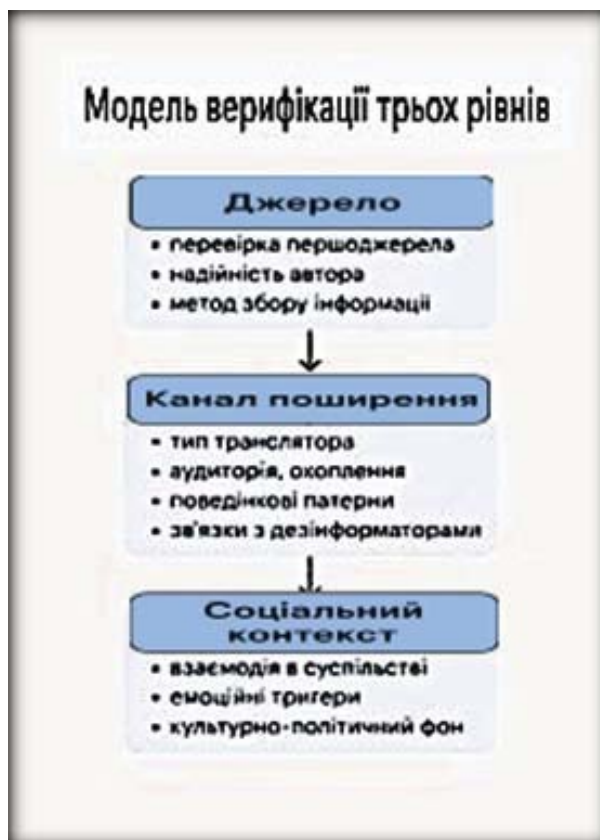 Модель верифікації трьох рівнів
Джерело
• перевірка першоджерела
• надійність автора
• метод збору інформації
Канал поширення
• тип транслятора
• аудиторія, охоплення
• поведінкові патерни
• зв'язки з дезінформаторами
Соціальний
контекст
• взаємодія в суспільстві
• емоційні тригери
• культурно-політичний фон